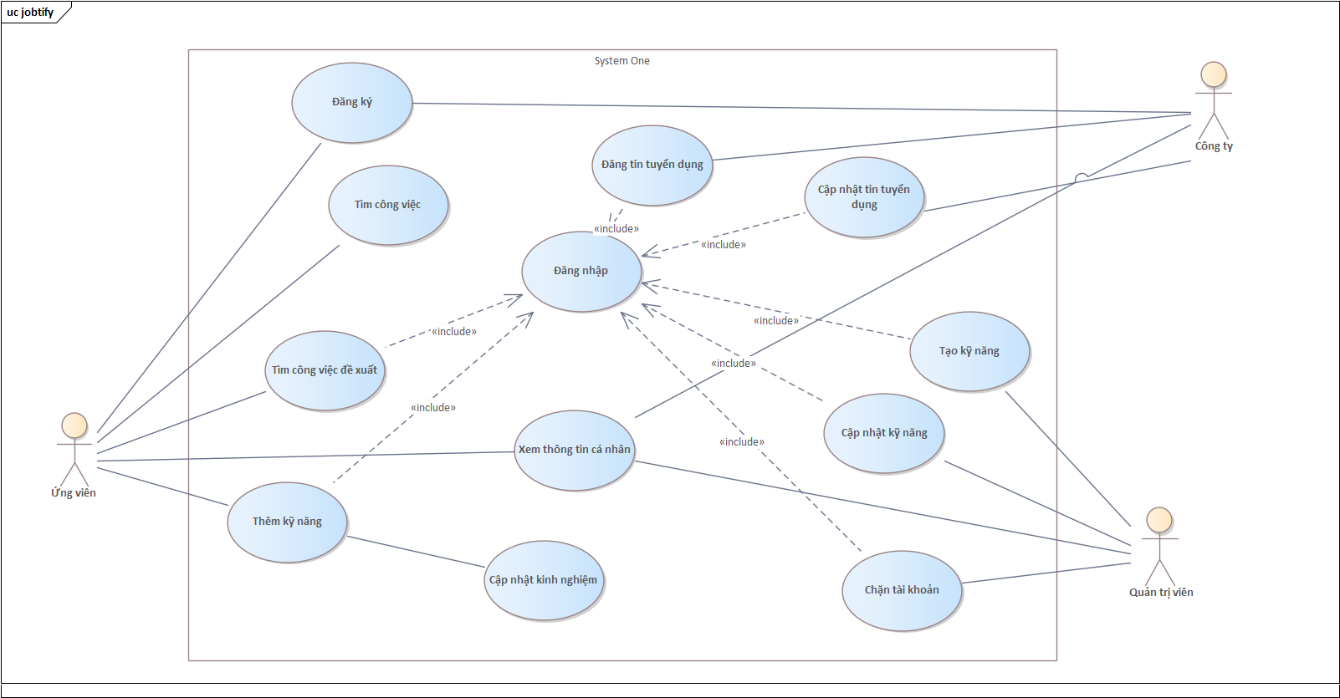 uc jobtify
System One
Đăng ký
Công ty
Đăng tin tuyển dụng
Cập nhật tin tuyển
dụng
Tìm công việc
«include»
«include»
Đăng nhập
«include»
«include»
Tạo kỹ năng
«include»
Tìm công việc đề xuất
«include»
Cập nhật kỹ năng
«include»
Xem thông tin cá nhân
Ứng viên
Thêm kỹ năng
Cập nhật kinh nghiệm
Chặn tài khoản
Quản trị viên